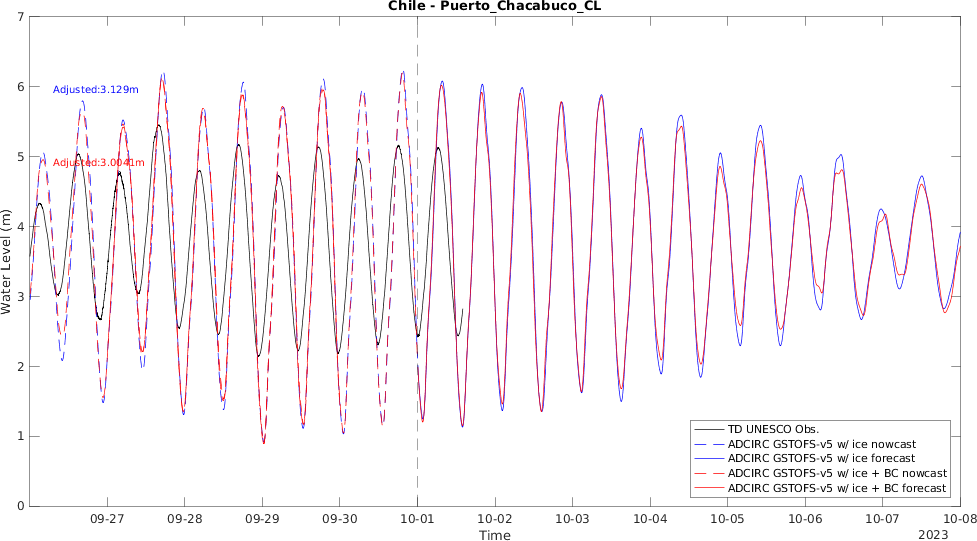 Chile - Puerto_Chacabuco_CL
7
6
5
4
3
2
1
0
Water Level (m)
Adjusted:3.129m
Adjusted:3.0041m
TD UNESCO Obs.
ADCIRC GSTOFS-v5 w/ ice nowcast
ADCIRC GSTOFS-v5 w/ ice forecast
ADCIRC GSTOFS-v5 w/ ice + BC nowcast
ADCIRC GSTOFS-v5 w/ ice + BC forecast
09-27 09-28 09-29 09-30 10-01 10-02 10-03 10-04 10-05 10-06 10-07 10-08
Time
2023